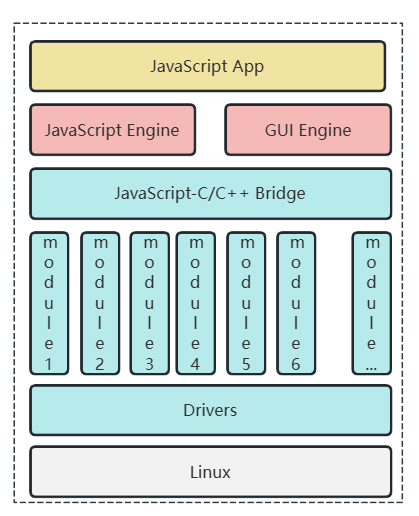 JavaScript App
JavaScript Engine
GUI Engine
JavaScript-C/C++ Bridge
module1
module2
module3
module4
module5
module6
module...
Drivers
Linux